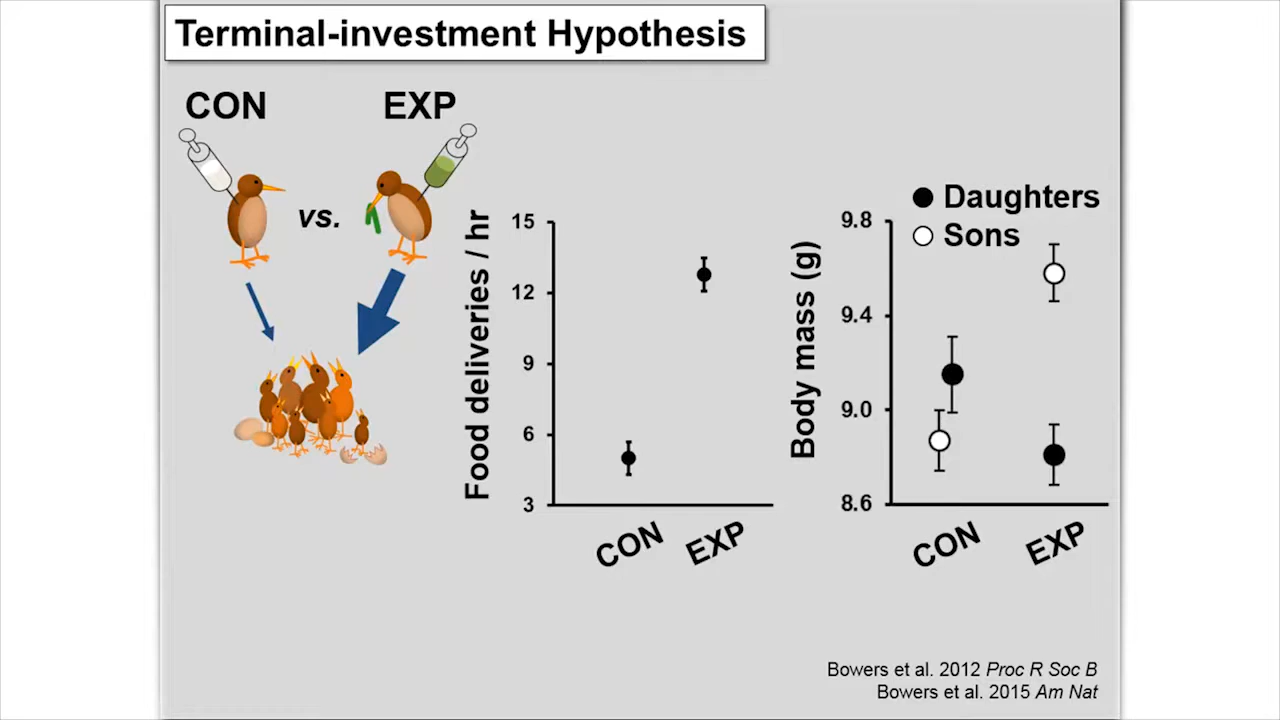 Terminal-investment Hypothesis
CON
EXP
vs.
Food deliveries / hr
15
12
9
6
3
CON
EXP
Body mass (g)
Daughters
Sons
9.8
9.4
9.0
8.6
CON
EXP
Bowers et al. 2012 Proc R Soc B
Bowers et al. 2015 Am Nat